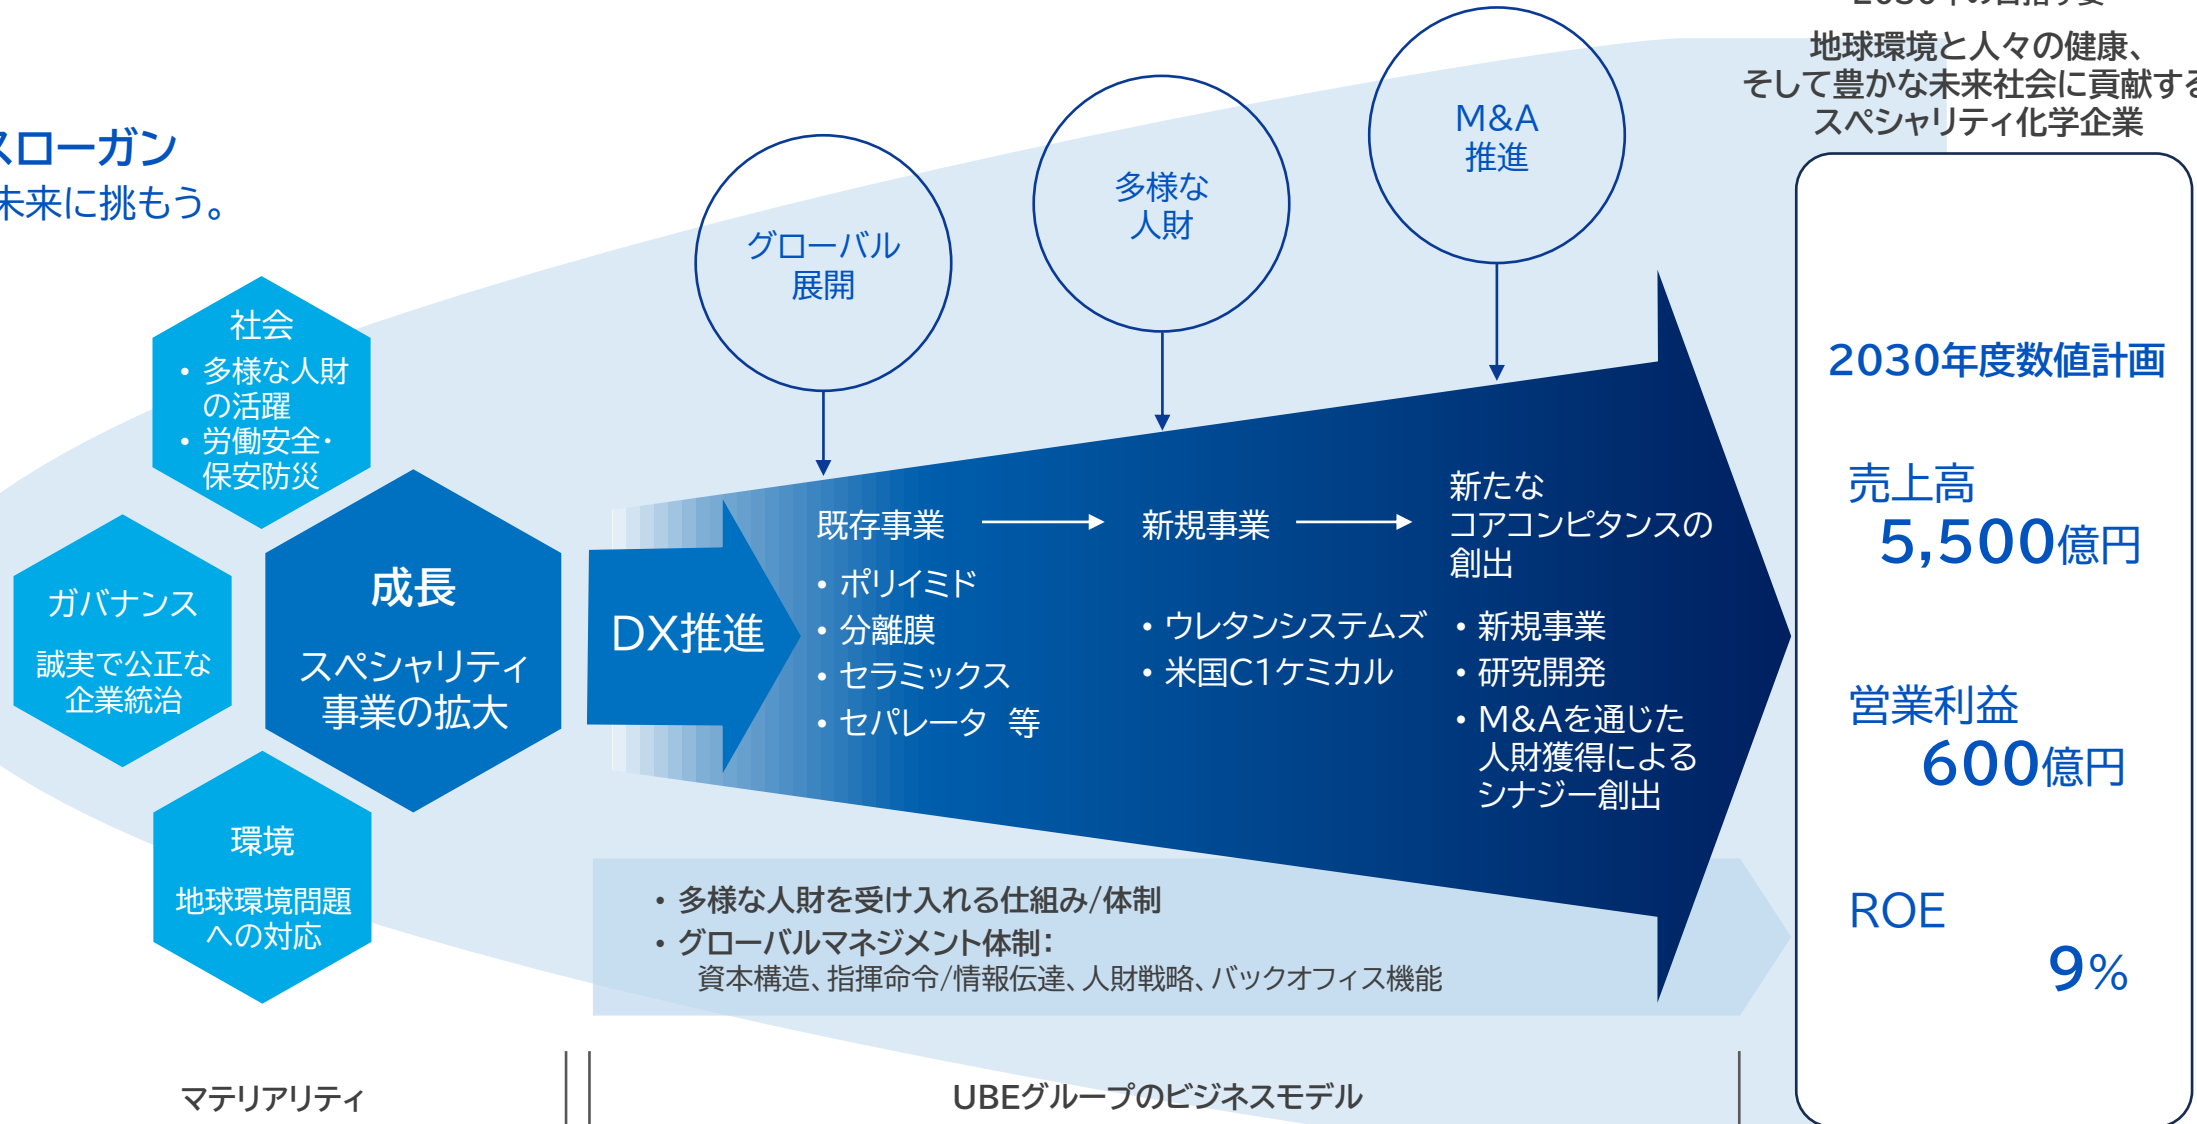 スローガン
未来に挑もう。
2030年の目指す姿
地球環境と人々の健康、
そして豊かな未来社会に貢献する
スペシャリティ化学企業
グローバル
展開
多様な
人財
M&A
推進
社会
・多様な人財
の活躍
・労働安全・
保安防災
ガバナンス
誠実で公正な
企業統治
成長
スペシャリティ
事業の拡大
環境
地球環境問題
への対応
DX推進
既存事業
・ポリイミド
・分離膜
・セラミックス
・セパレータ 等
新規事業
・ウレタンシステムズ
・米国C1ケミカル
新たな
コアコンピタンスの
創出
・新規事業
・研究開発
・M&Aを通じた
人財獲得による
シナジー創出
・多様な人財を受け入れる仕組み/体制
・グローバルマネジメント体制：
資本構造、指揮命令/情報伝達、人財戦略、バックオフィス機能
2030年度数値計画
売上高
5,500億円
営業利益
600億円
ROE
9%
マテリアリティ
UBEグループのビジネスモデル